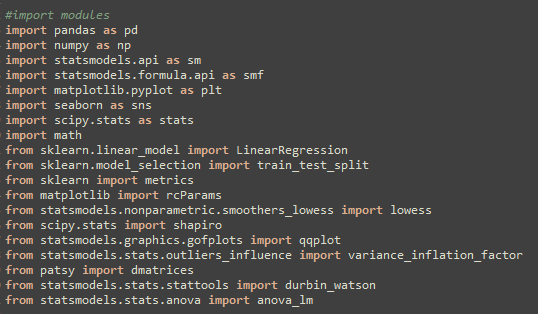 #import modules
import pandas as pd
import numpy as np
import statsmodels.api as sm
import statsmodels.formula.api as smf
import matplotlib.pyplot as plt
import seaborn as sns
import scipy.stats as stats
import math
from sklearn.linear_model import LinearRegression
from sklearn.model_selection import train_test_split
from sklearn import metrics
from matplotlib import rcParams
from statsmodels.nonparametric.smoothers_lowess import lowess
from scipy.stats import shapiro
from statsmodels.graphics.gofplots import qqplot
from statsmodels.stats.outliers_influence import variance_inflation_factor
from patsy import dmatrices
from statsmodels.stats.stattools import durbin_watson
from statsmodels.stats.anova import anova_lm